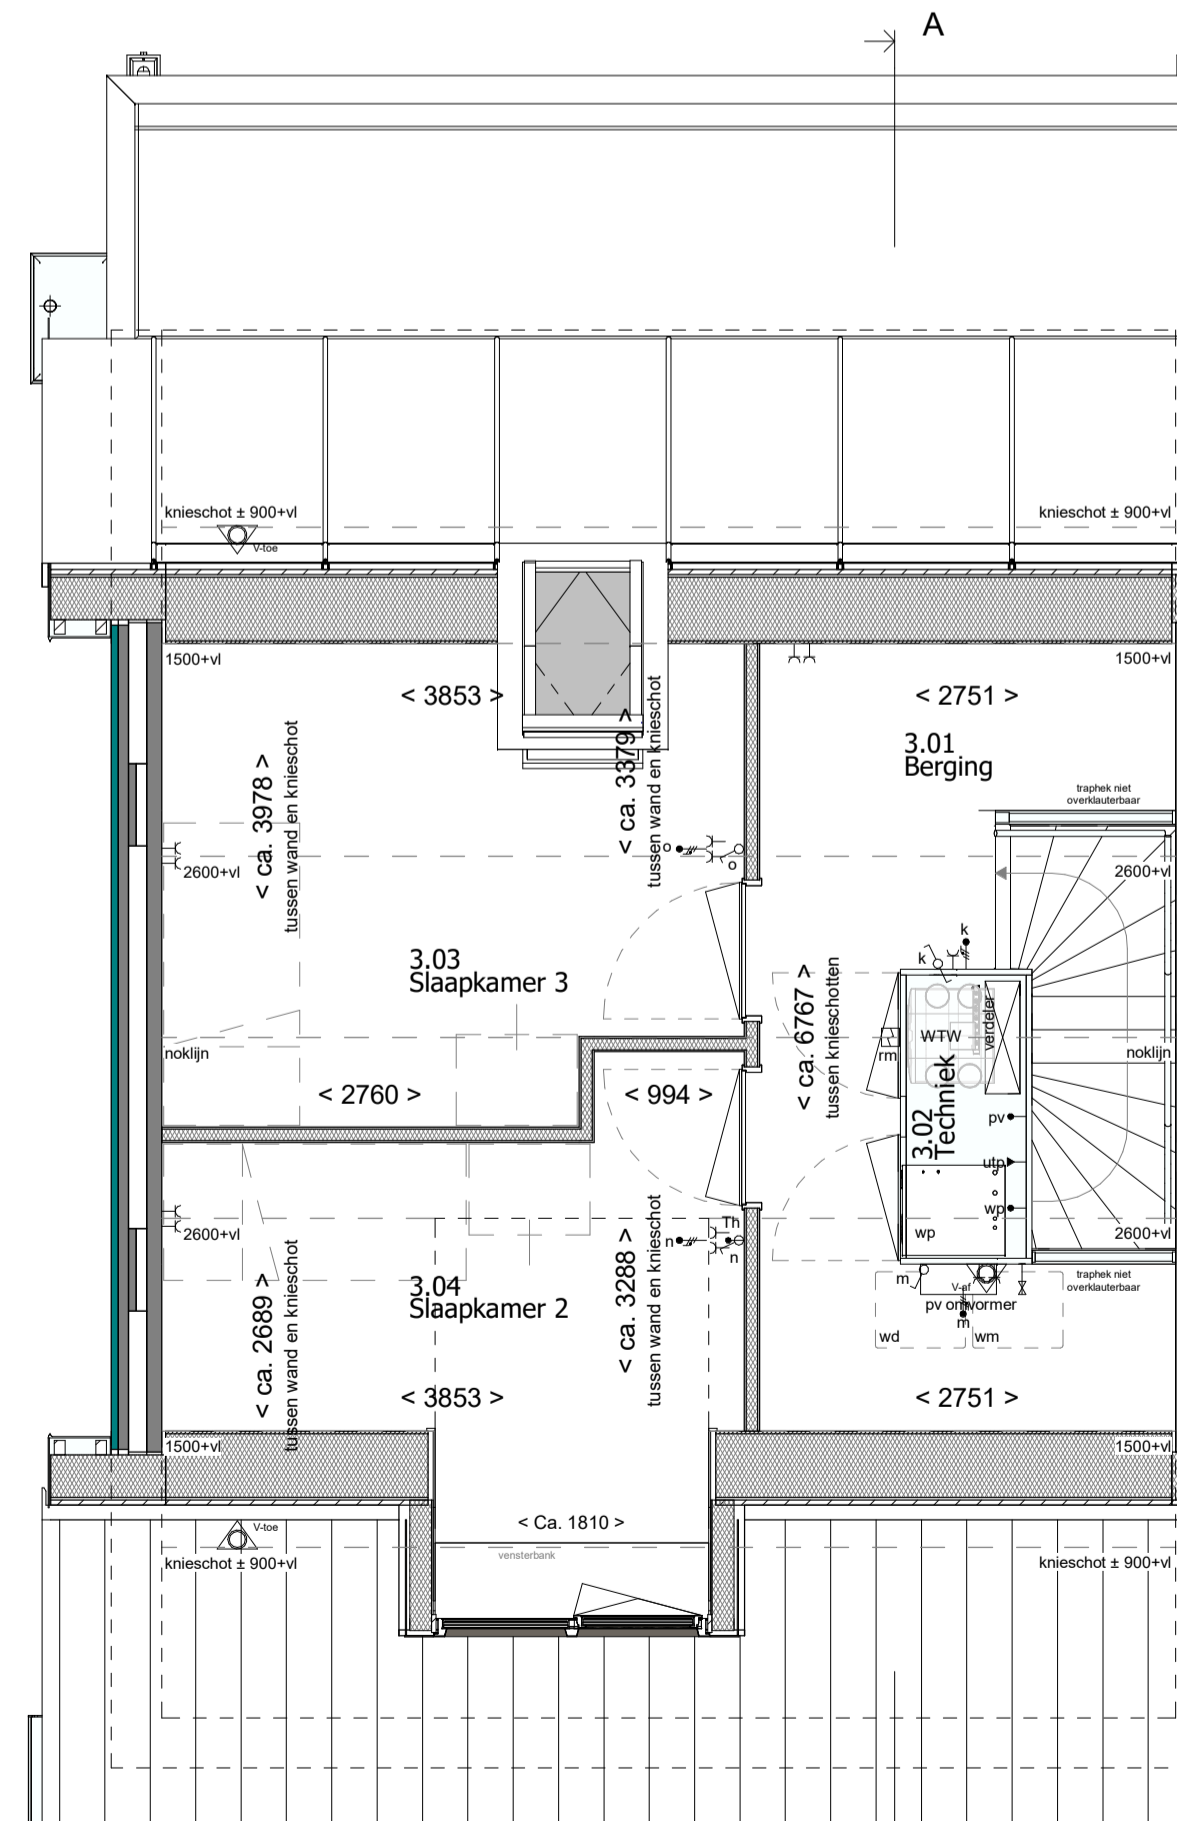 A
knieschot ± 900+vl
V-toe
knieschot ± 900+vl
1500+vl
1500+vl
< 3853 >
< 2751 >
3.01
Berging
< ca. 3978 >
tussen wand en knieschot
< ca. 3379 >
tussen wand en knieschot
traphek niet
overklauterbaar
2600+vl
o
o
2600+vl
3.03
Slaapkamer 3
k
k
< ca. 6767 >
tussen knieschotten
WTW
verdeler
rm
noklijn
noklijn
3.02
Techniek
< 2760 >
< 994 >
pv
utp
wp
wp
2600+vl
2600+vl
n
Th
n
3.04
Slaapkamer 2
< ca. 2689 >
tussen wand en knieschot
< ca. 3288 >
tussen wand en knieschot
m
V-af
pv omvormer
m
traphek niet
overklauterbaar
wd
wm
< 3853 >
< 2751 >
1500+vl
1500+vl
< Ca. 1810 >
V-toe
vensterbank
knieschot ± 900+vl
knieschot ± 900+vl